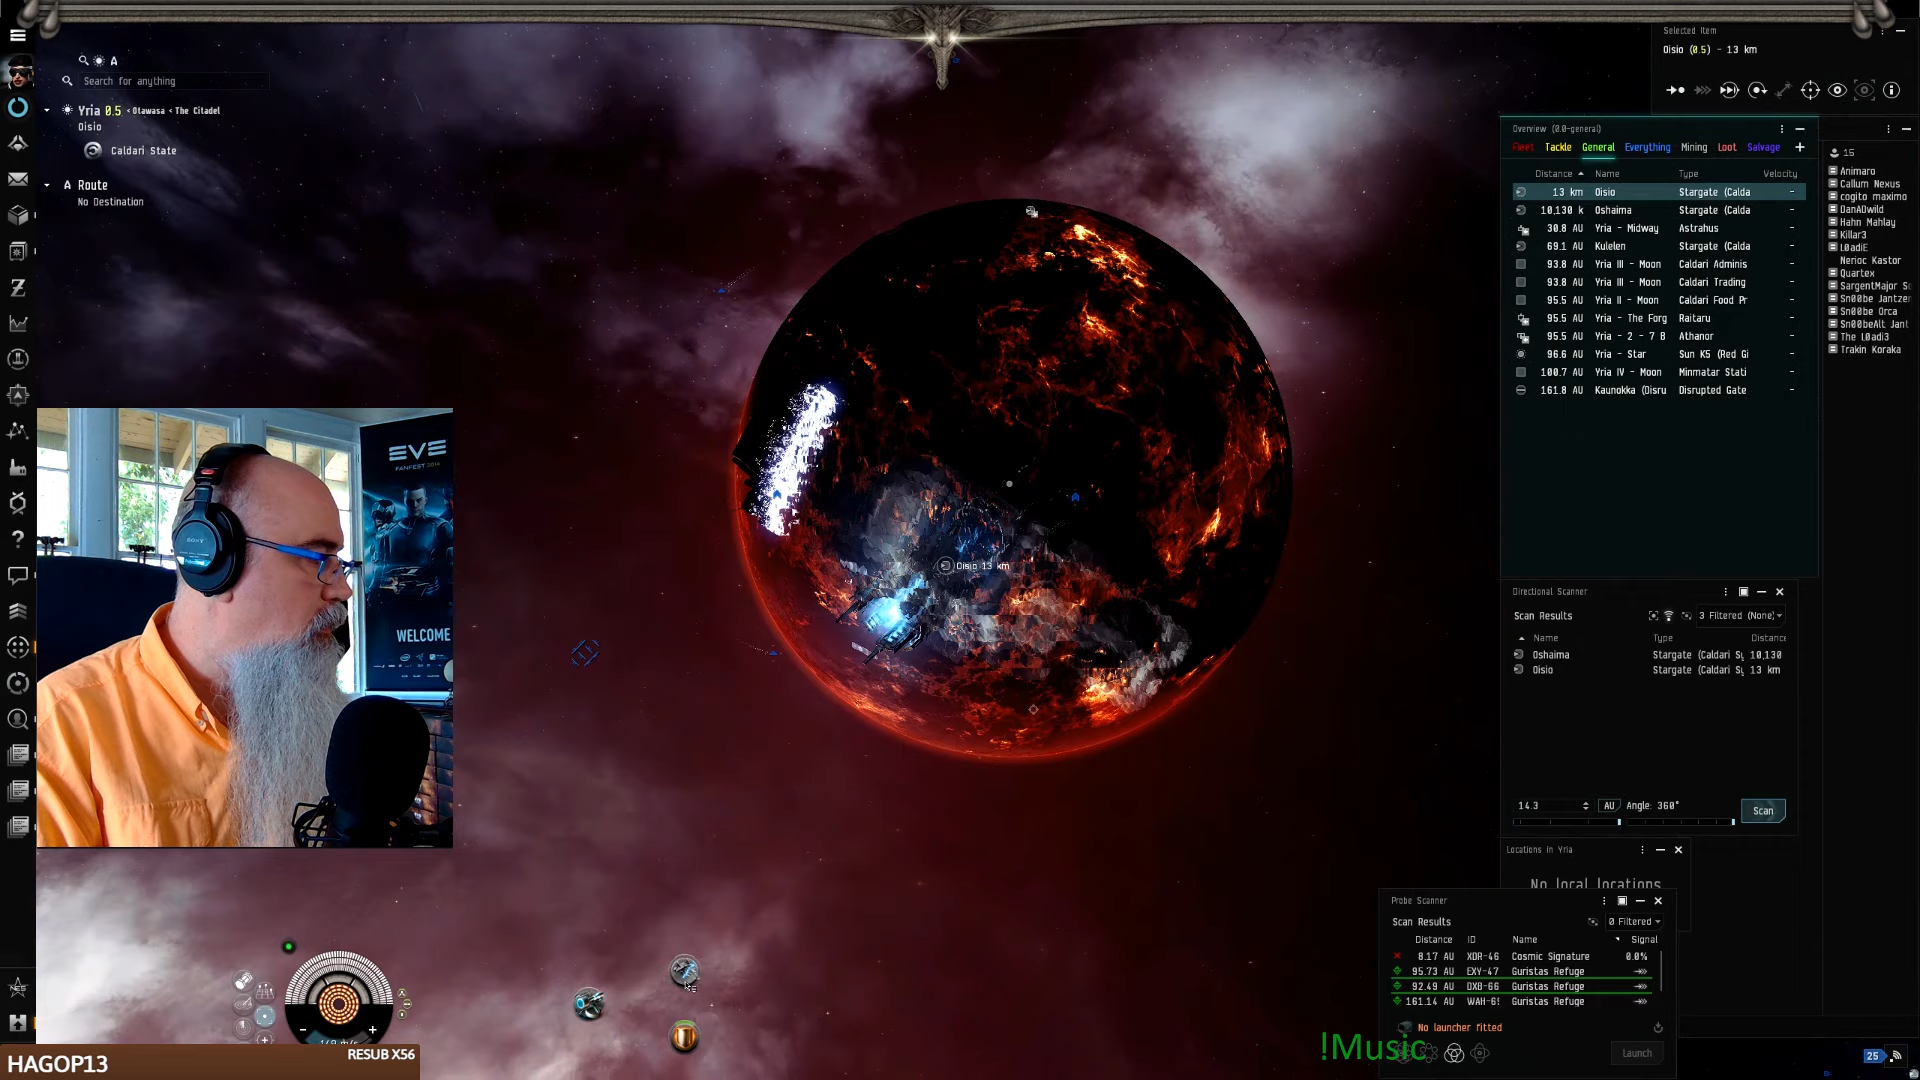 A
Search for anything
Yria 0.5 < Otawasa < The Citadel
Oisio
Caldari State
Route
No Destination
Selected Item
Oisio (0.5) - 13 km
Overview (0.0-general)
Fleet Tackle General Everything Mining Loot Salvage +
Distance Name Type Velocity
13 km Oisio Stargate (Calda -
10,130 k Oshaima Stargate (Calda -
30.8 AU Yria - Midway Astrahus -
69.1 AU Kulelen Stargate (Calda -
93.8 AU Yria III - Moon Caldari Adminis -
93.8 AU Yria III - Moon Caldari Trading -
95.5 AU Yria II - Moon Caldari Food Pr -
95.5 AU Yria - The Forg Raitaru -
95.5 AU Yria - 2 - 7 B Athanor -
96.6 AU Yria - Star Sun K5 (Red Gi -
100.7 AU Yria IV - Moon Minmatar Stati -
161.8 AU Kaunokka (Disru Disrupted Gate -
15
Animaro
Callum Nexus
cogito maximo
DanADwild
Hahn Mahlay
Killar3
L0adiE
Nerioc Kastor
Quartex
SargentMajor Sc
Sn00be Jantzer
Sn00be Orca
Sn00beAlt Jant
The L0adi3
Trakin Koraka
EVE
FANFEST 2014
WELCOME
Oisio 13 km
Directional Scanner
Scan Results 3 Filtered (None)
Name Type Distance
Oshaima Stargate (Caldari Sy 10,130
Oisio Stargate (Caldari Sy 13 km
14.3 AU Angle: 360° Scan
Locations in Yria
No local locations
Probe Scanner
Scan Results 0 Filtered
Distance ID Name Signal
8.17 AU XDR-46 Cosmic Signature 0.0%
95.73 AU EXY-47 Guristas Refuge
92.49 AU DXB-66 Guristas Refuge
161.14 AU WAH-6 Guristas Refuge
No launcher fitted
Launch
!Music
HAGOP13
RESUB X56
25